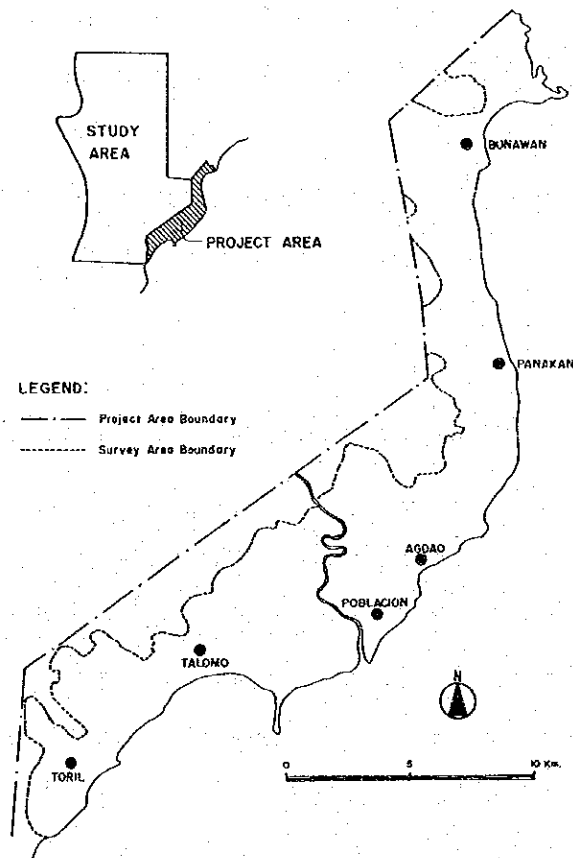 STUDY
AREA
PROJECT AREA
BUNAWAN
PANAKAN
LEGEND:
Project Area Boundary
Survey Area Boundary
AGDAO
POBLACION
TALOMO
N
TORIL
0 5 10 Km.